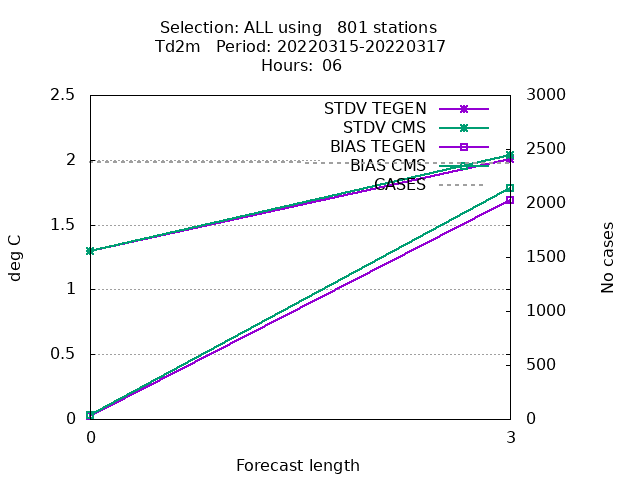 Selection: ALL using   801 stations
Td2m   Period: 20220315-20220317
Hours:  06
2.5
2
1.5
1
0.5
0
deg C
STDV TEGEN
STDV CMS
BIAS TEGEN
BIAS CMS
CASES
3000
2500
2000
1500
1000
500
0
No cases
0
3
Forecast length